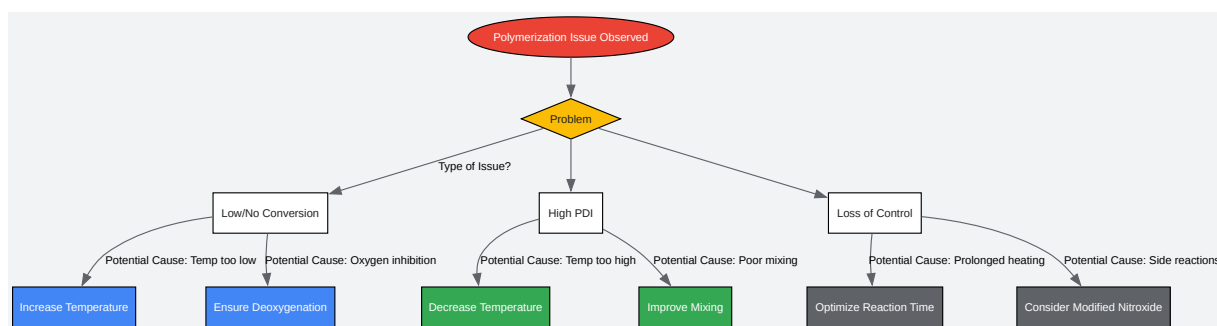 Polymerization Issue Observed
Problem
Type of Issue?
Low/No Conversion
High PDI
Loss of Control
Potential Cause: Temp too low
Potential Cause: Oxygen inhibition
Potential Cause: Temp too high
Potential Cause: Poor mixing
Potential Cause: Prolonged heating
Potential Cause: Side reactions
Increase Temperature
Ensure Deoxygenation
Decrease Temperature
Improve Mixing
Optimize Reaction Time
Consider Modified Nitroxide